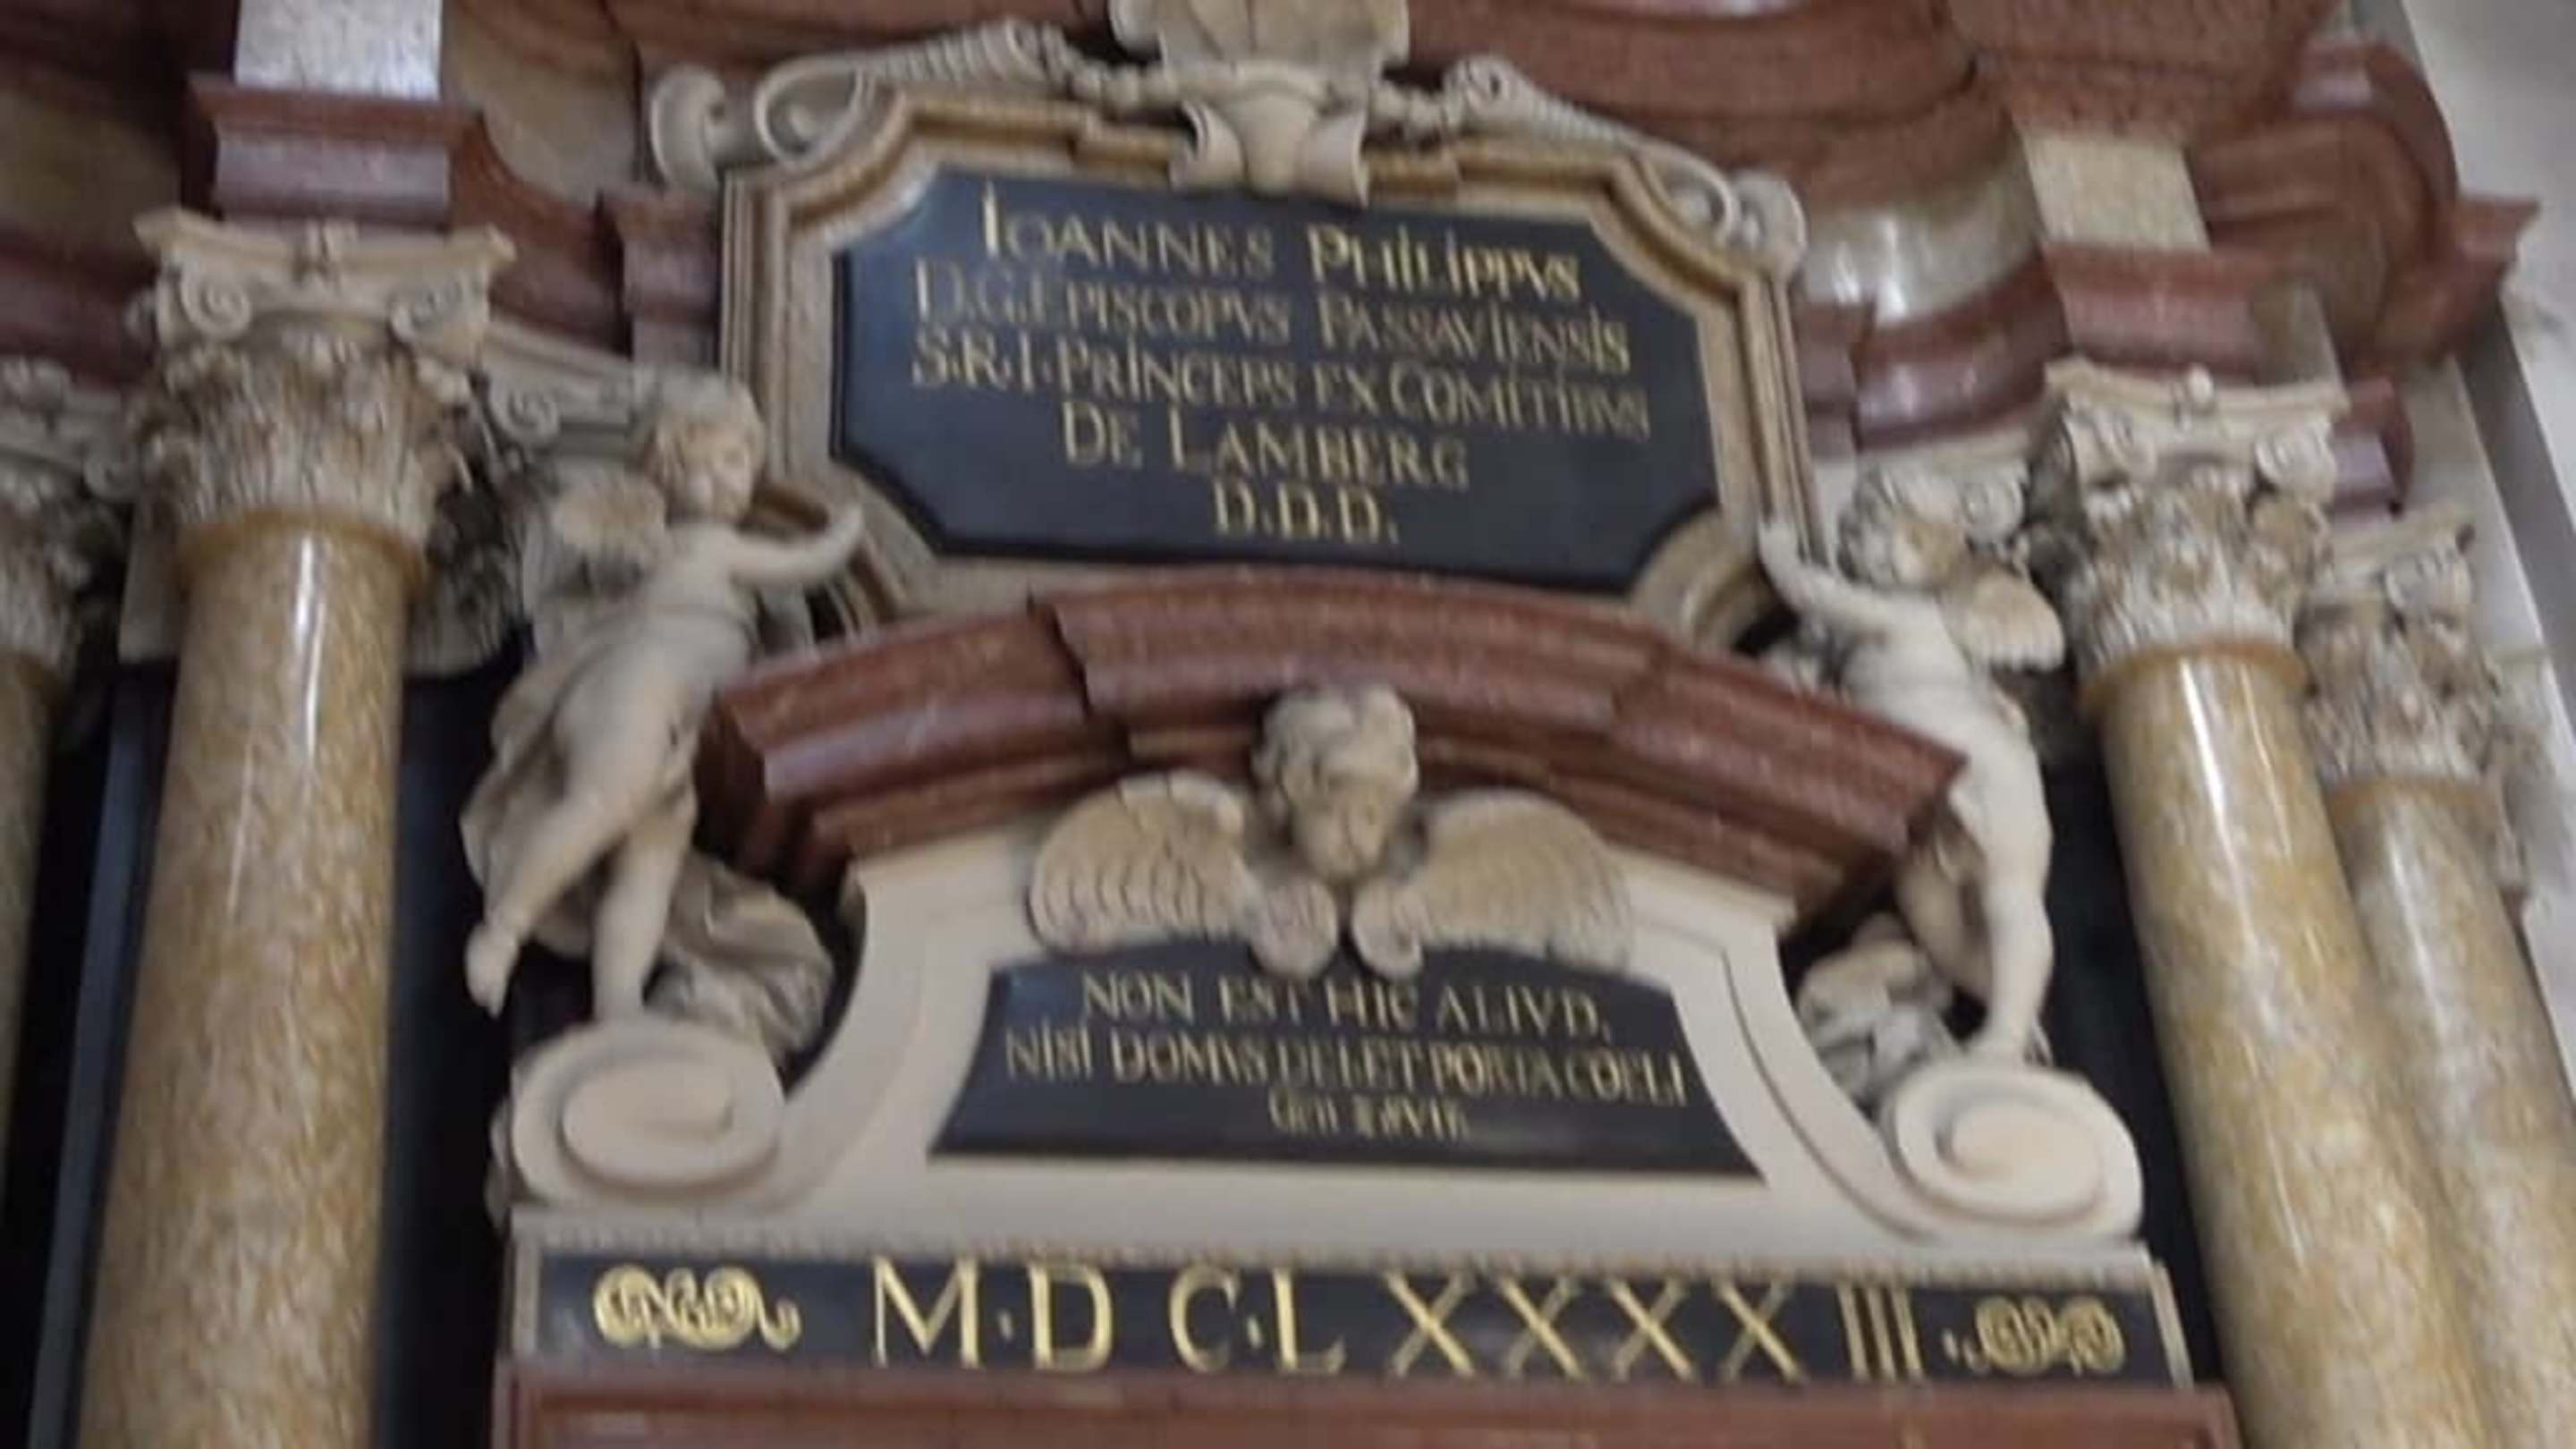 IOANNES PHILIPPVS
D.G. EPISCOPVS PASSAVIENSIS
S.R.I. PRINCEPS EX COMITIBVS
DE LAMBERG
D.D.D.
NON EST HIC ALIVD,
NISI DOMVS DEI ET PORTA COELI
Gen
M·D C·L XXXX III